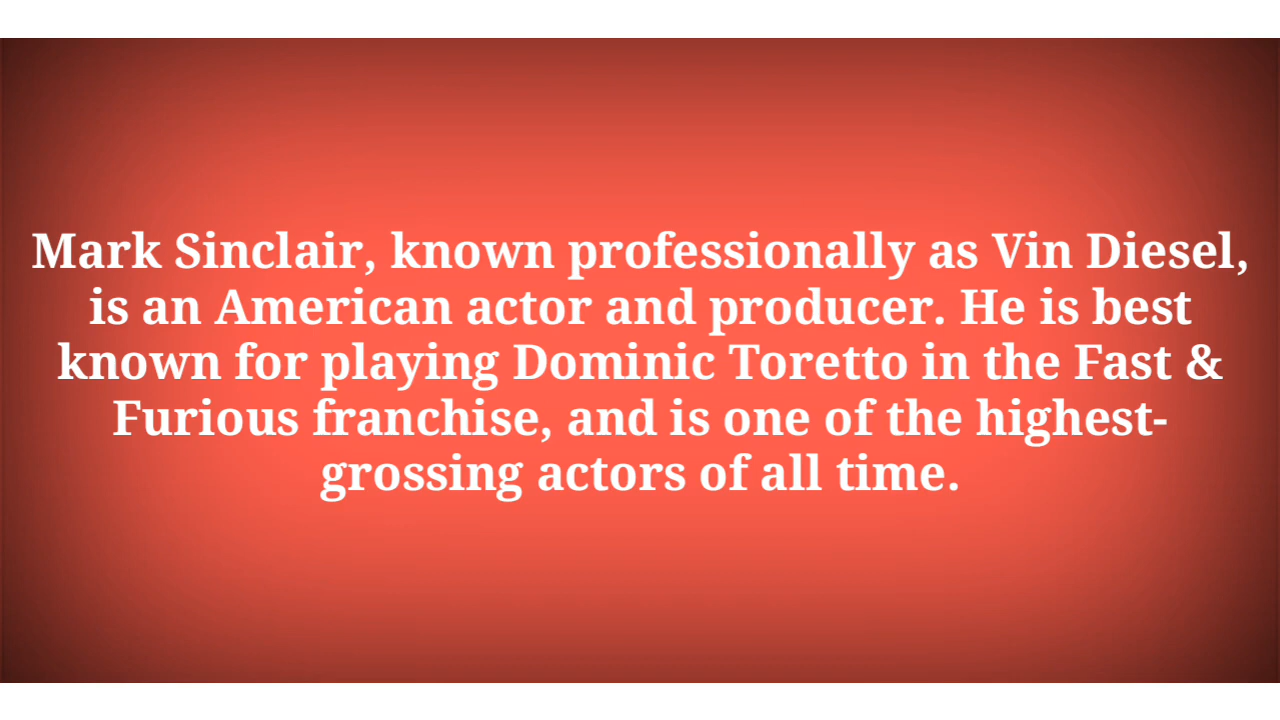 Mark Sinclair, known professionally as Vin Diesel,
is an American actor and producer. He is best
known for playing Dominic Toretto in the Fast &
Furious franchise, and is one of the highest-
grossing actors of all time.